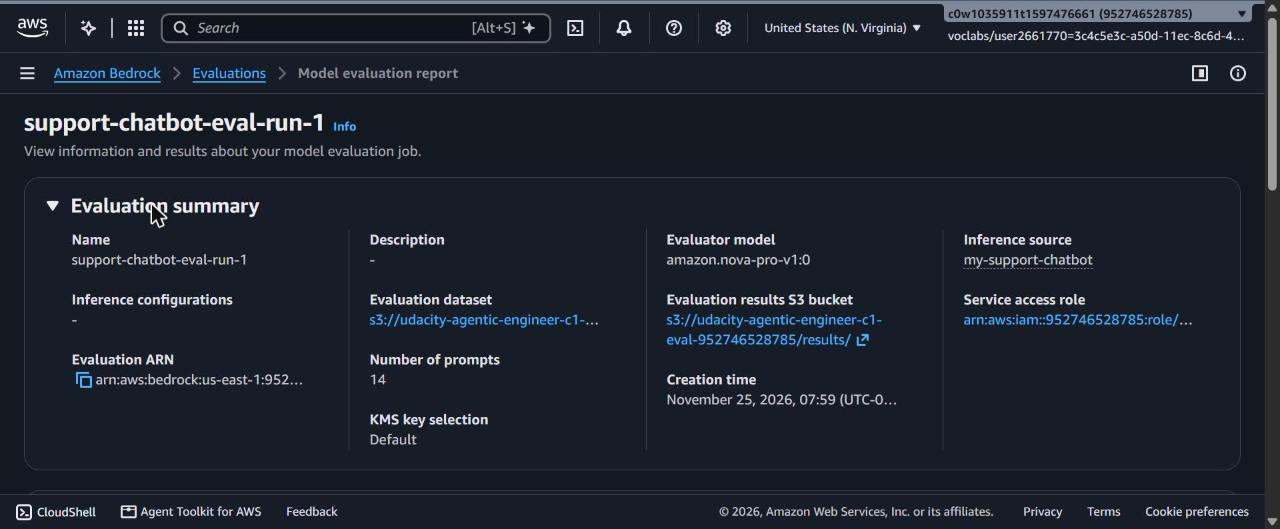 aws
Search [Alt+S]
United States (N. Virginia)
c0w1035911t1597476661 (952746528785)
voclabs/user2661770=3c4c5e3c-a50d-11ec-8c6d-4...
Amazon Bedrock
Evaluations
Model evaluation report
support-chatbot-eval-run-1 Info
View information and results about your model evaluation job.
Evaluation summary
Name
support-chatbot-eval-run-1
Inference configurations
-
Evaluation ARN
arn:aws:bedrock:us-east-1:952...
Description
-
Evaluation dataset
s3://udacity-agentic-engineer-c1-...
Number of prompts
14
KMS key selection
Default
Evaluator model
amazon.nova-pro-v1:0
Evaluation results S3 bucket
s3://udacity-agentic-engineer-c1-
eval-952746528785/results/
Creation time
November 25, 2026, 07:59 (UTC-0...
Inference source
my-support-chatbot
Service access role
arn:aws:iam::952746528785:role/...
CloudShell
Agent Toolkit for AWS
Feedback
© 2026, Amazon Web Services, Inc. or its affiliates.
Privacy
Terms
Cookie preferences